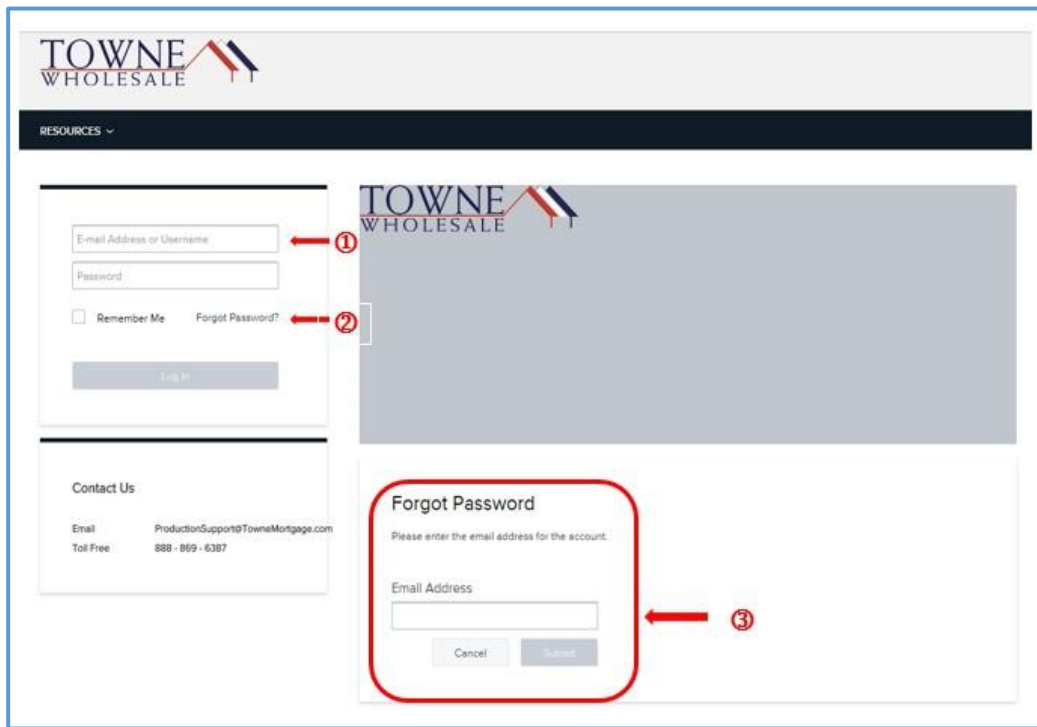 TOWNE
WHOLESALE
RESOURCES
E-mail Address or Username
①
Password
Remember Me Forgot Password?
②
Log In
TOWNE
WHOLESALE
Contact Us
Email ProductionSupport@TowneMortgage.com
Toll Free 888 - 869 - 6387
Forgot Password
Please enter the email address for the account.
Email Address
③
Cancel Submit